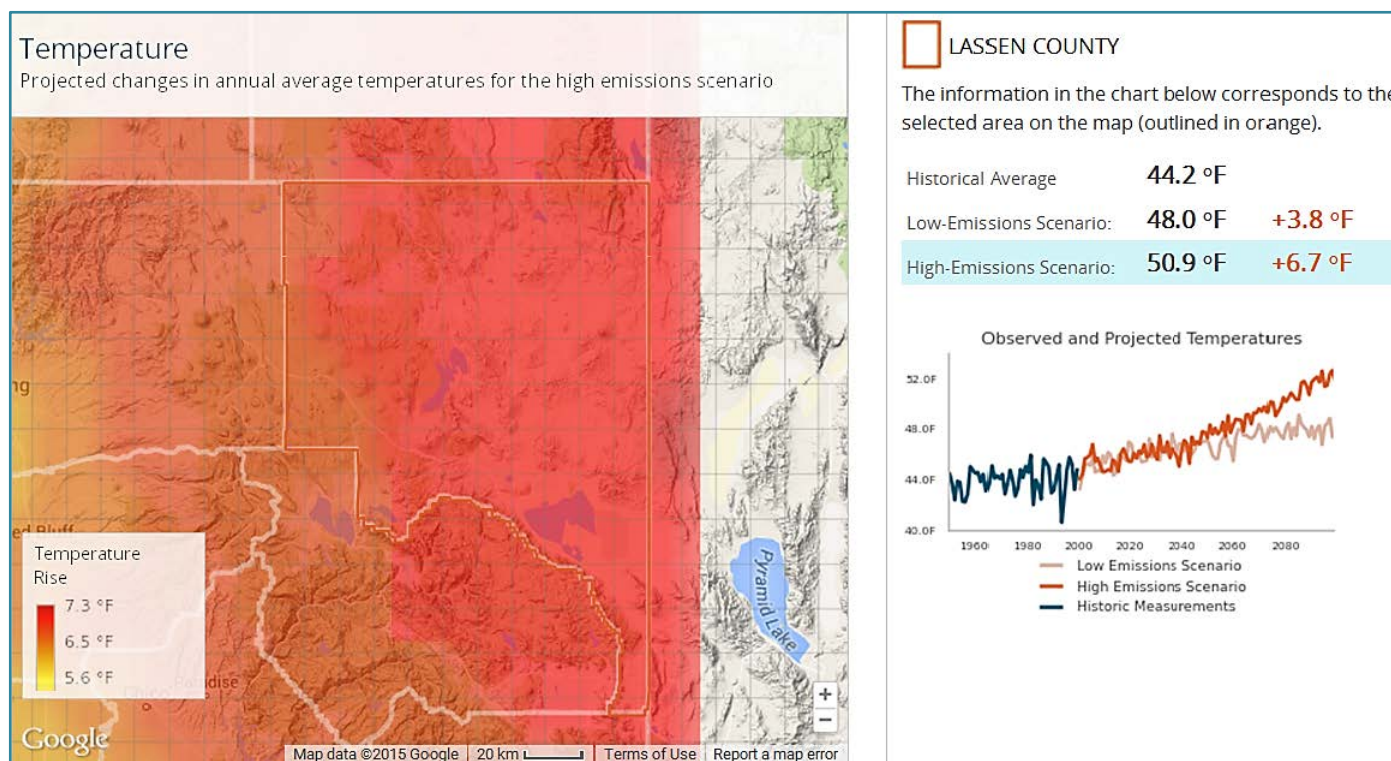 Temperature
Projected changes in annual average temperatures for the high emissions scenario
ng
ed Bluff
Temperature
Rise
7.3 °F
6.5 °F
5.6 °F
Chico
Paradise
Google
Pyramid Lake
+
−
Map data ©2015 Google
20 km
Terms of Use
Report a map error
LASSEN COUNTY
The information in the chart below corresponds to the
selected area on the map (outlined in orange).
Historical Average 44.2 °F
Low-Emissions Scenario: 48.0 °F +3.8 °F
High-Emissions Scenario: 50.9 °F +6.7 °F
Observed and Projected Temperatures
52.0F
48.0F
44.0F
40.0F
1960 1980 2000 2020 2040 2060 2080
Low Emissions Scenario
High Emissions Scenario
Historic Measurements